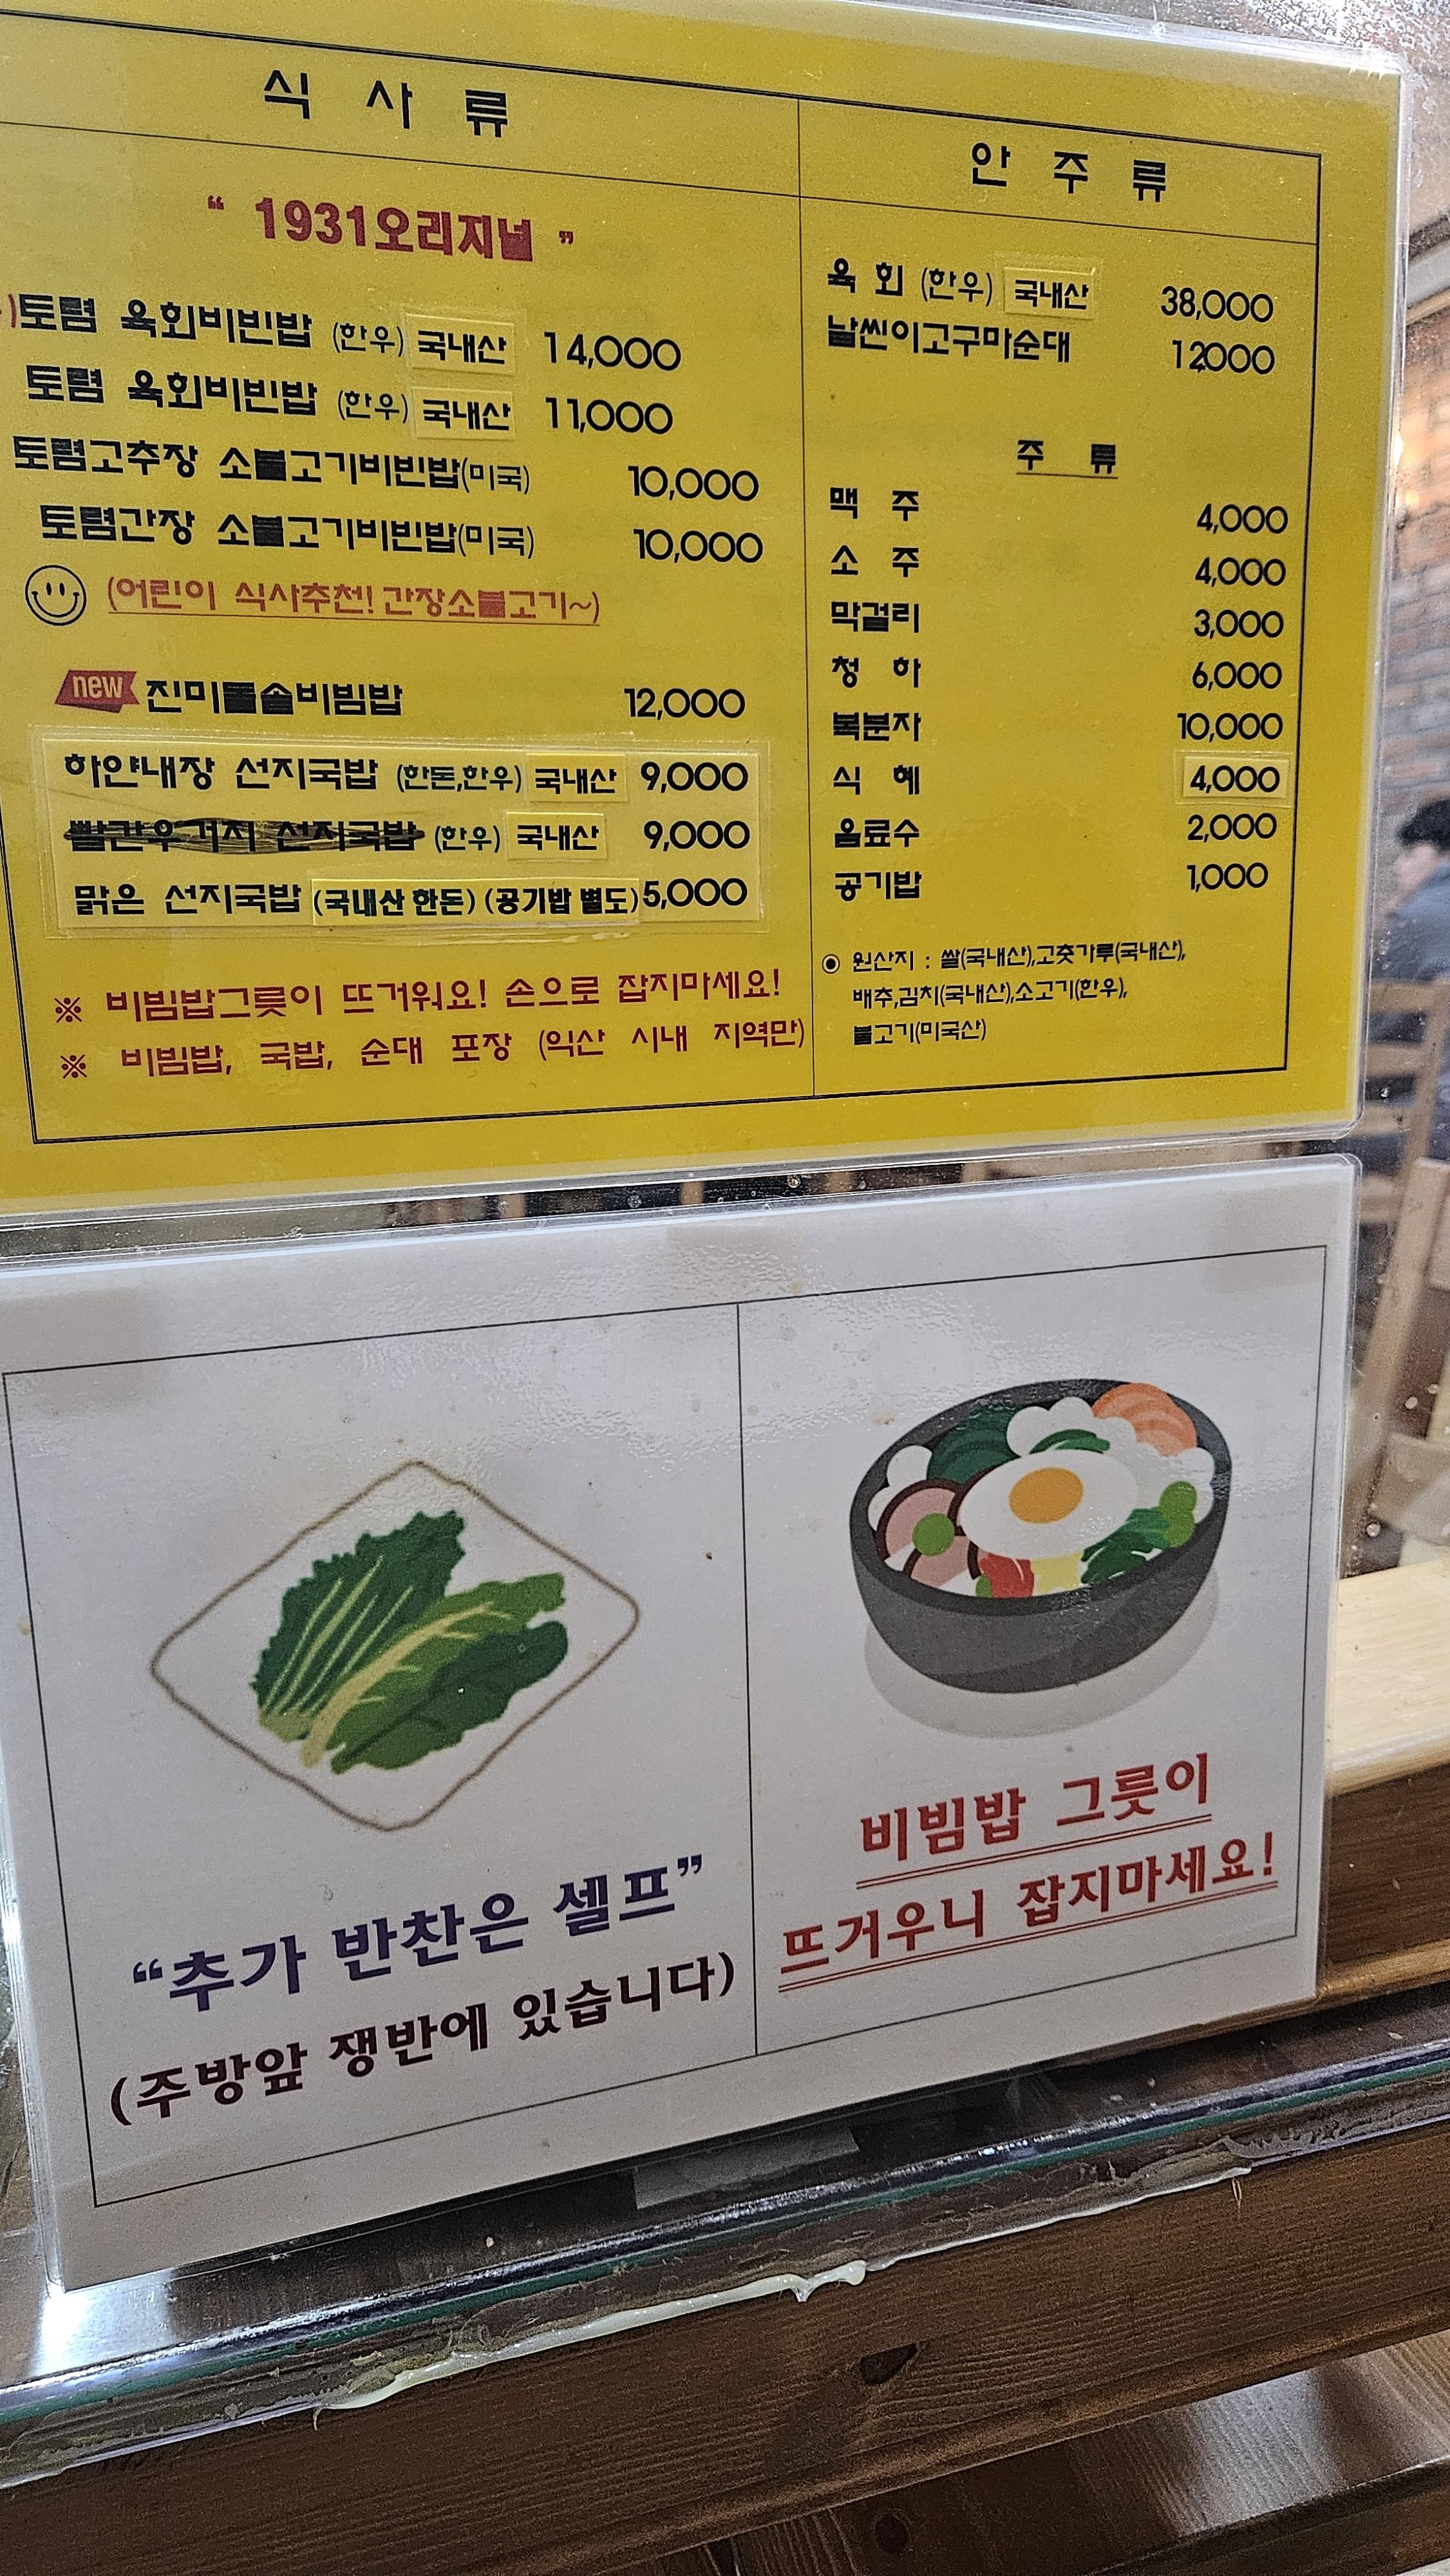 식 사 류
“ 1931오리지널 ”
)토렴 육회비빈밥 (한우) 국내산 14,000
토렴 육회비빈밥 (한우) 국내산 11,000
토렴고추장 소불고기비빈밥(미국) 10,000
토렴간장 소불고기비빈밥(미국) 10,000
(어린이 식사추천! 간장소불고기~)
new 진미돌솥비빔밥 12,000
하얀내장 선지국밥 (한돈,한우) 국내산 9,000
빨간우거지 선지국밥 (한우) 국내산 9,000
맑은 선지국밥 (국내산 한돈) (공기밥 별도) 5,000
※ 비빔밥그릇이 뜨거워요! 손으로 잡지마세요!
※ 비빔밥, 국밥, 순대 포장 (익산 시내 지역만)
안 주 류
육 회 (한우) 국내산 38,000
날씬이고구마순대 12000
주 류
맥 주 4,000
소 주 4,000
막걸리 3,000
청 하 6,000
복분자 10,000
식 혜 4,000
음료수 2,000
공기밥 1,000
◉ 원산지 : 쌀(국내산),고춧가루(국내산),
배추,김치(국내산),소고기(한우),
불고기(미국산)
“추가 반찬은 셀프”
(주방앞 쟁반에 있습니다)
비빔밥 그릇이
뜨거우니 잡지마세요!